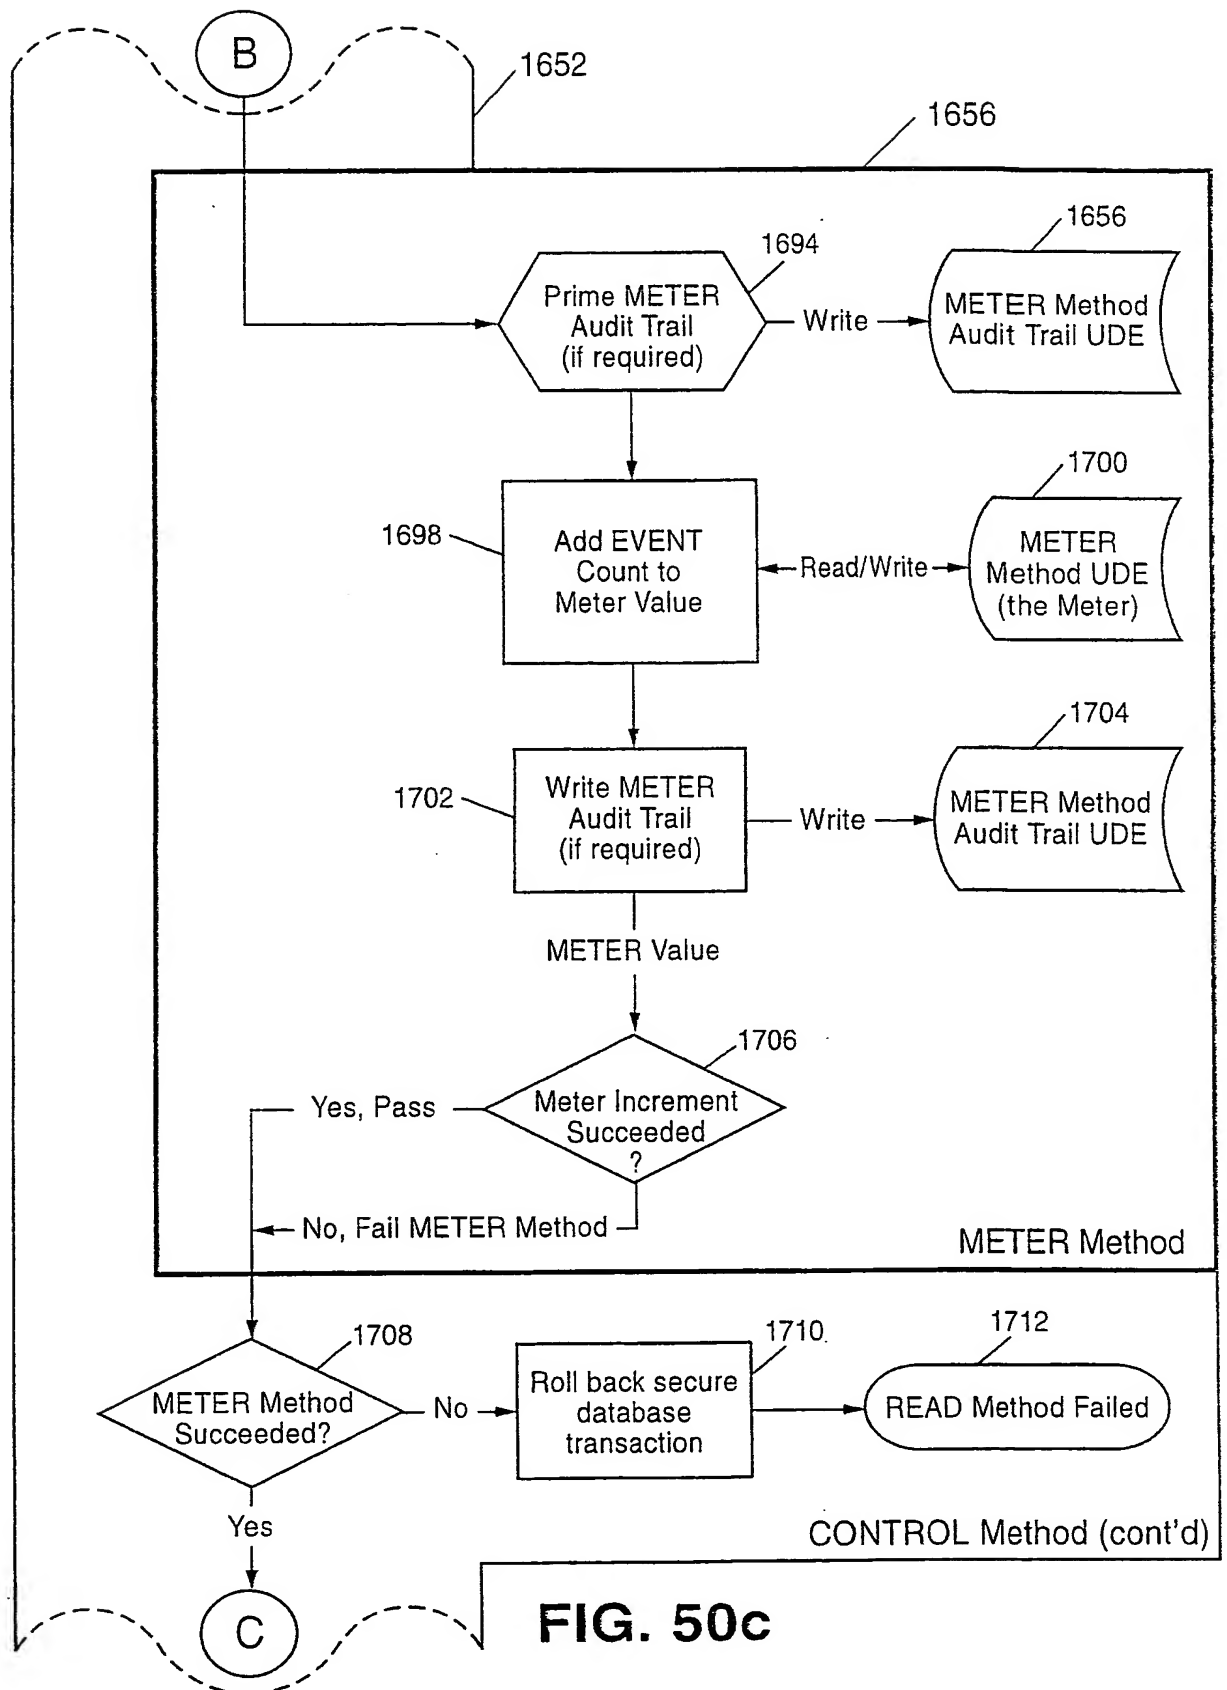 B
1652
1656
1694
1656
Prime METER
Audit Trail
(if required)
Write
METER Method
Audit Trail UDE
1700
1698
Add EVENT
Count to
Meter Value
Read/Write
METER
Method UDE
(the Meter)
1704
1702
Write METER
Audit Trail
(if required)
Write
METER Method
Audit Trail UDE
METER Value
1706
Yes, Pass
Meter Increment
Succeeded
?
No, Fail METER Method
METER Method
1708
1710
1712
METER Method
Succeeded?
No
Roll back secure
database
transaction
READ Method Failed
Yes
CONTROL Method (cont'd)
C
FIG. 50c